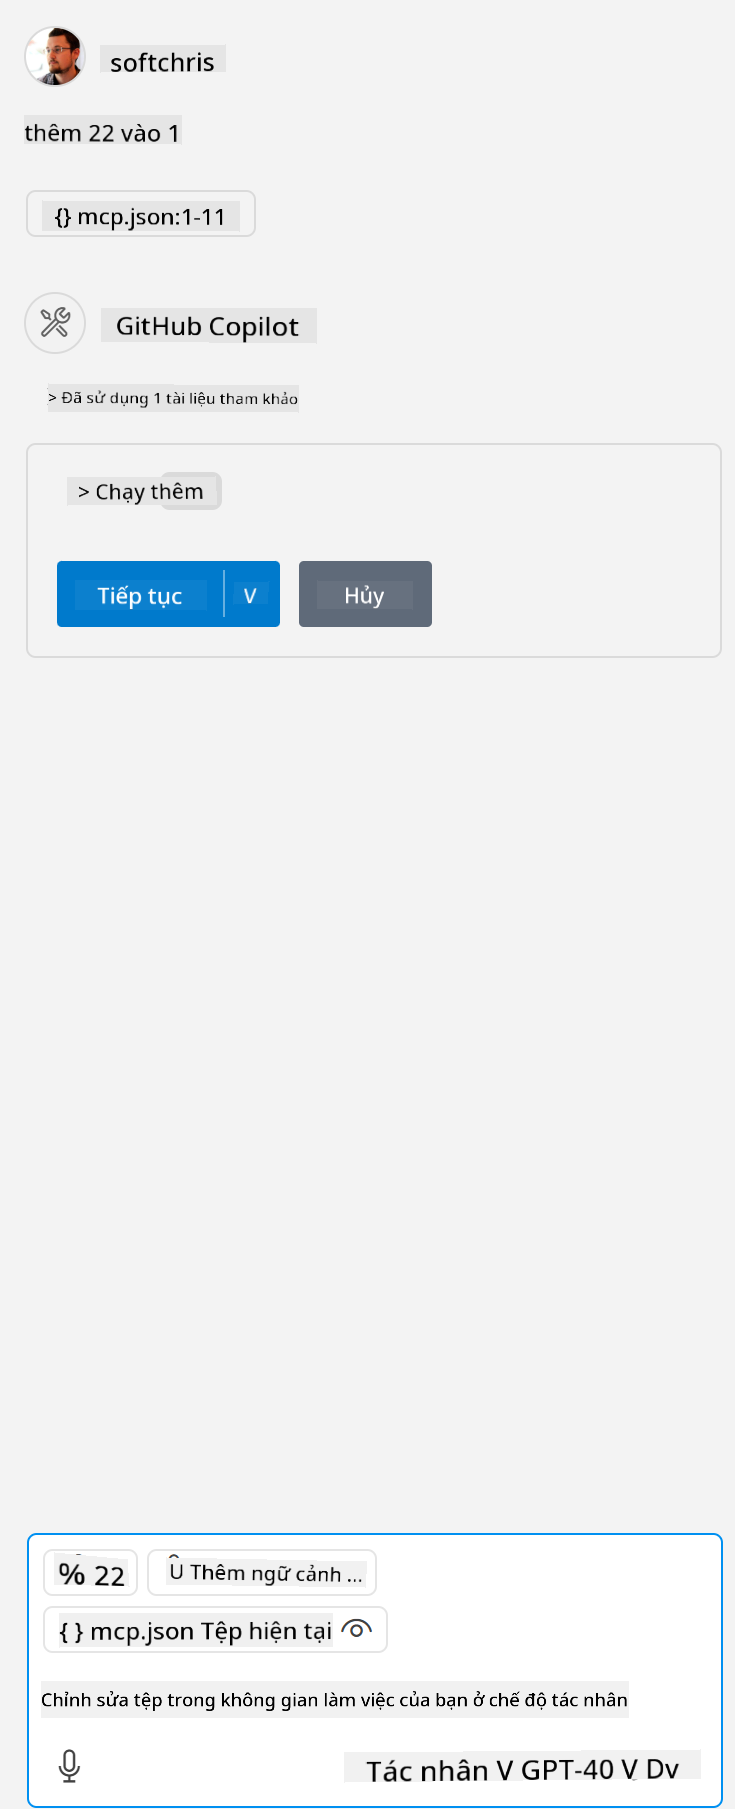 softchris
thêm 22 vào 1
{} mcp.json:1-11
GitHub Copilot
> Đã sử dụng 1 tài liệu tham khảo
> Chạy thêm
Tiếp tục V Hủy
% 22 U Thêm ngữ cảnh ...
{ } mcp.json Tệp hiện tại
Chỉnh sửa tệp trong không gian làm việc của bạn ở chế độ tác nhân
Tác nhân V GPT-40 V Dv